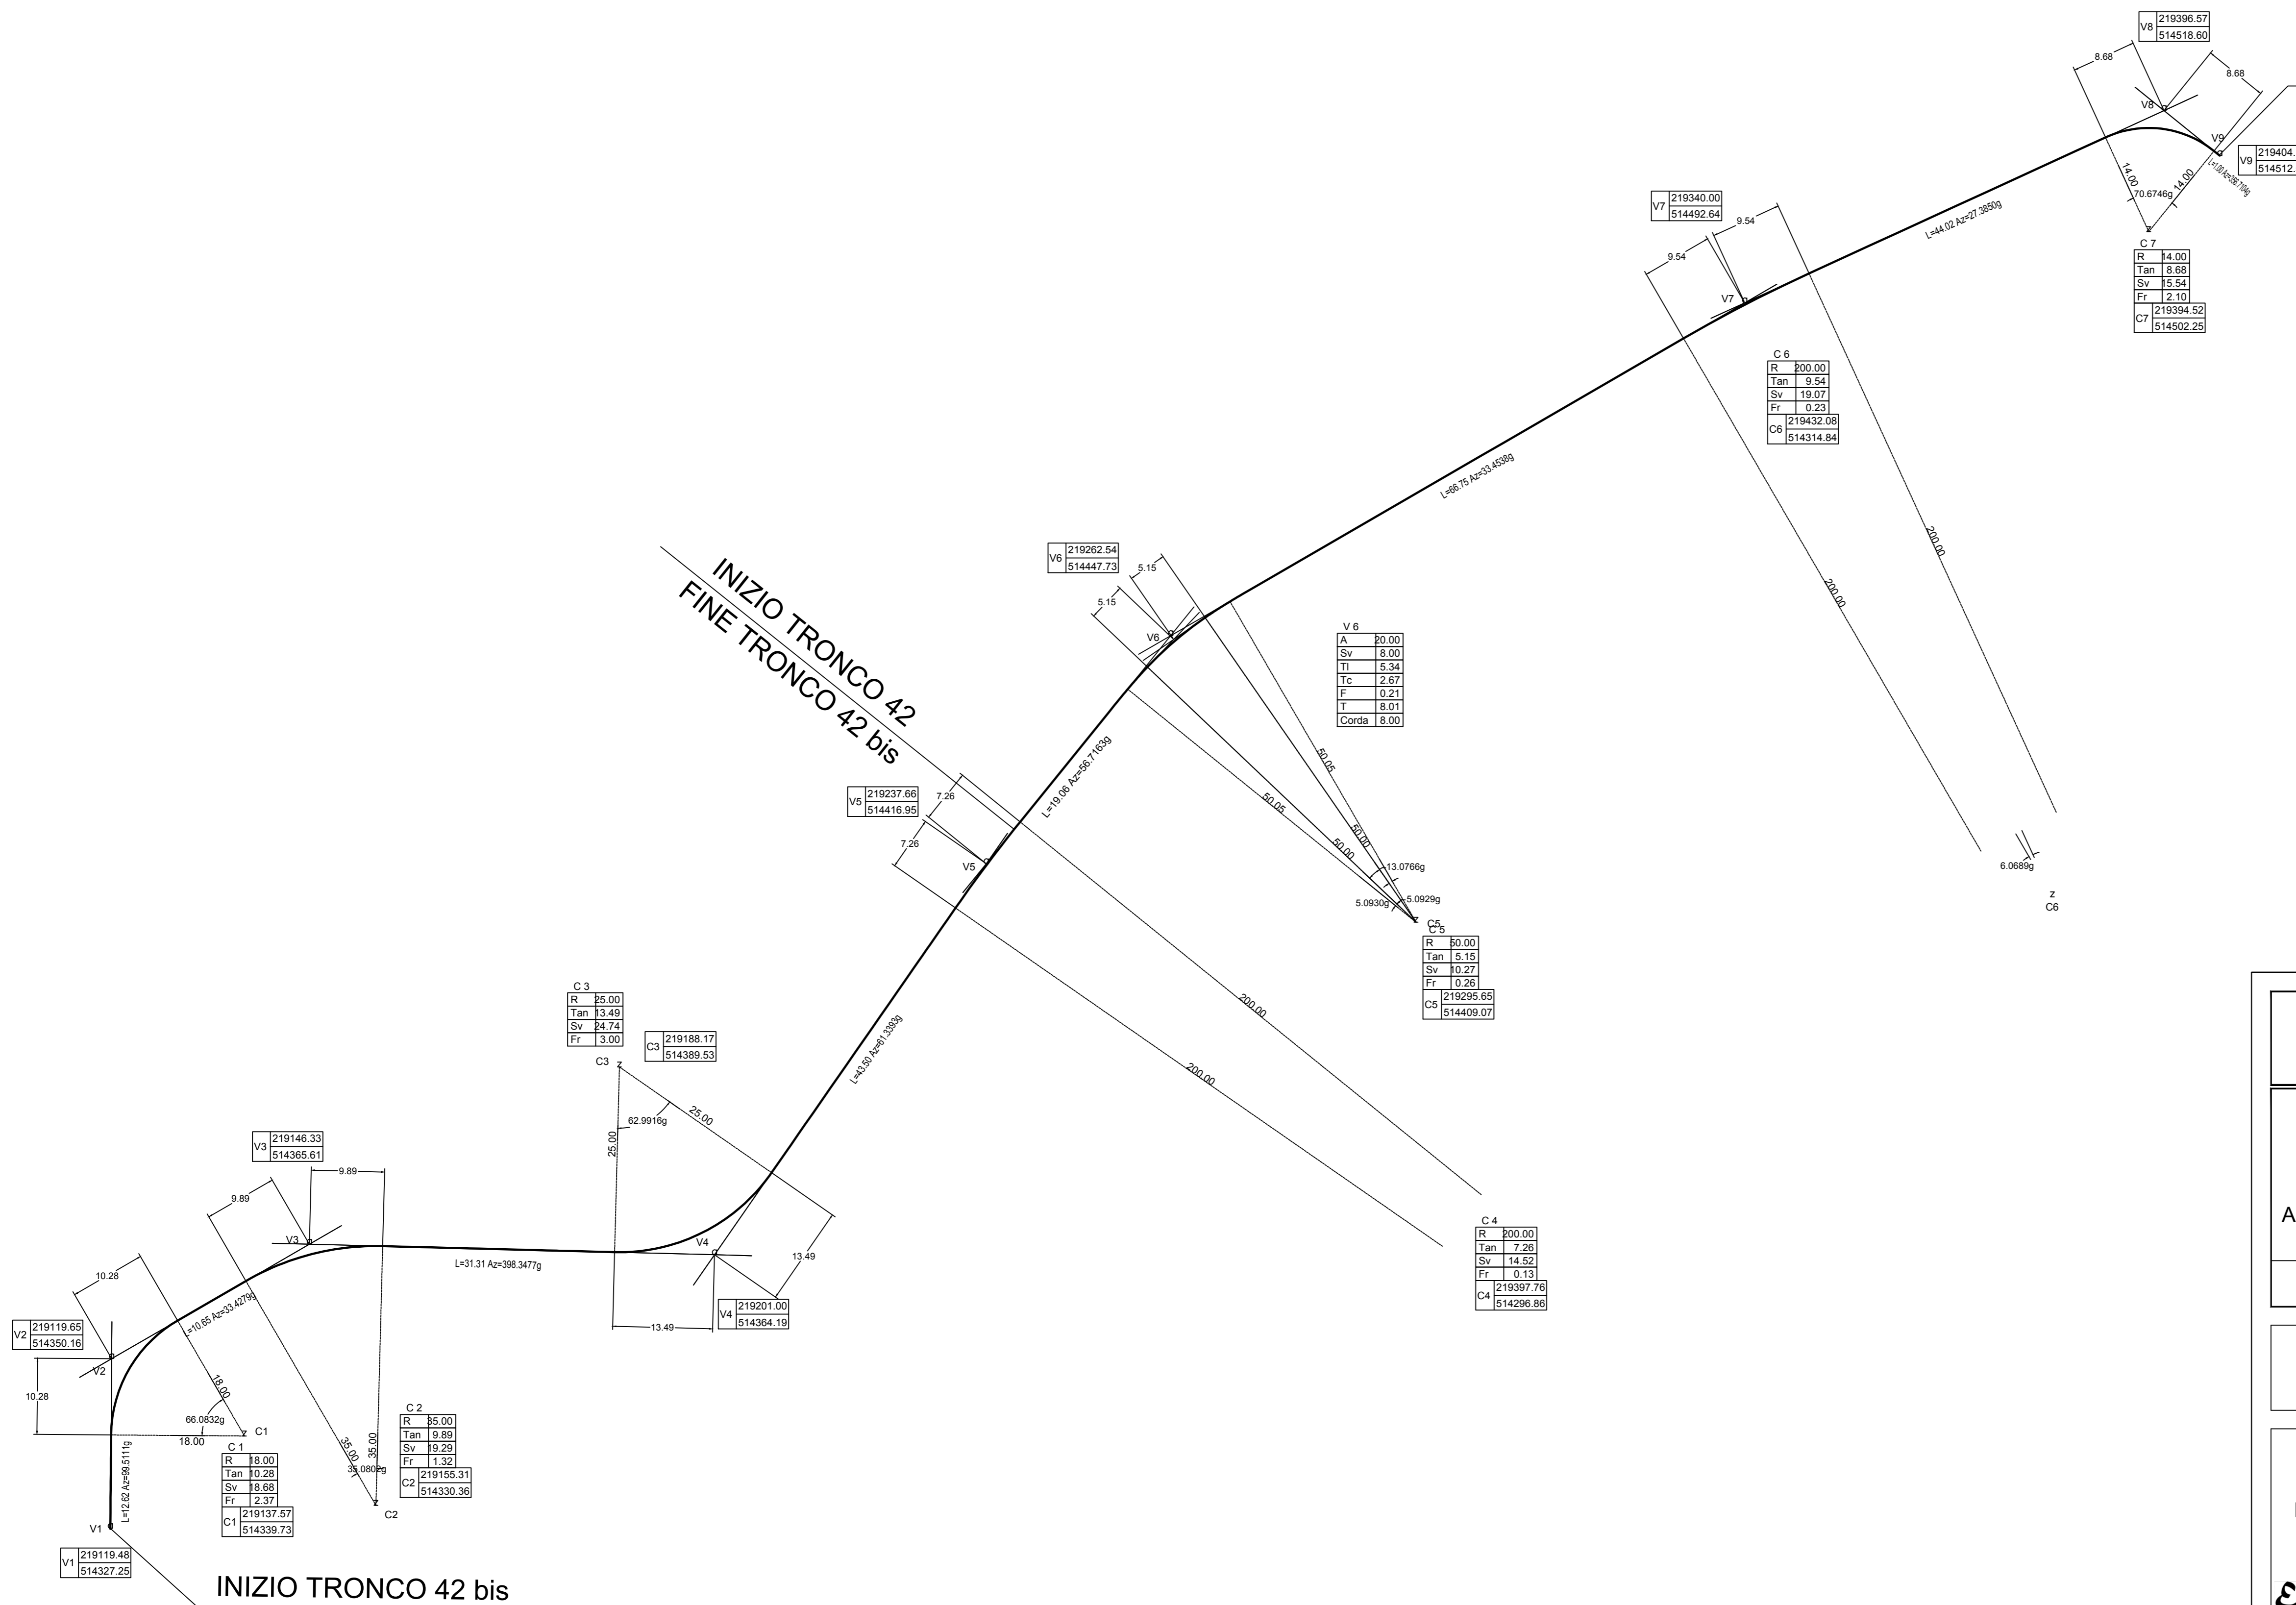 V8 219396.57
514518.60
8.68
8.68
V8
V9
V9 219404.
514512.
L=1.00 Az=356.7104g
14.00
14.00
70.6746g
z
C 7
R 14.00
Tan 8.68
Sv 15.54
Fr 2.10
C7 219394.52
514502.25
L=44.02 Az=27.3850g
V7 219340.00
514492.64
9.54
9.54
V7
C 6
R 200.00
Tan 9.54
Sv 19.07
Fr 0.23
C6 219432.08
514314.84
200.00
200.00
6.0689g
z
C6
L=66.75 Az=33.4538g
V6 219262.54
514447.73
5.15
5.15
V6
V 6
A 20.00
Sv 8.00
Tl 5.34
Tc 2.67
F 0.21
T 8.01
Corda 8.00
INIZIO TRONCO 42
FINE TRONCO 42 bis
50.05
50.05
50.00
50.00
13.0766g
5.0930g
5.0929g
z
C5
C 5
R 50.00
Tan 5.15
Sv 10.27
Fr 0.26
C5 219295.65
514409.07
L=19.06 Az=56.7163g
V5 219237.66
514416.95
7.26
7.26
V5
200.00
200.00
C 4
R 200.00
Tan 7.26
Sv 14.52
Fr 0.13
C4 219397.76
514296.86
L=43.50 Az=61.3393g
C 3
R 25.00
Tan 13.49
Sv 24.74
Fr 3.00
C3 219188.17
514389.53
C3 z
62.9916g
25.00
25.00
V4
13.49
13.49
V4 219201.00
514364.19
L=31.31 Az=398.3477g
V3 219146.33
514365.61
9.89
9.89
V3
35.00
35.00
35.0802g
z
C2
C 2
R 35.00
Tan 9.89
Sv 19.29
Fr 1.32
C2 219155.31
514330.36
L=10.65 Az=33.4279g
10.28
V2 219119.65
514350.16
V2
10.28
18.00
66.0832g
18.00
z C1
C 1
R 18.00
Tan 10.28
Sv 18.68
Fr 2.37
C1 219137.57
514339.73
L=12.62 Az=99.5111g
V1
V1 219119.48
514327.25
INIZIO TRONCO 42 bis
A